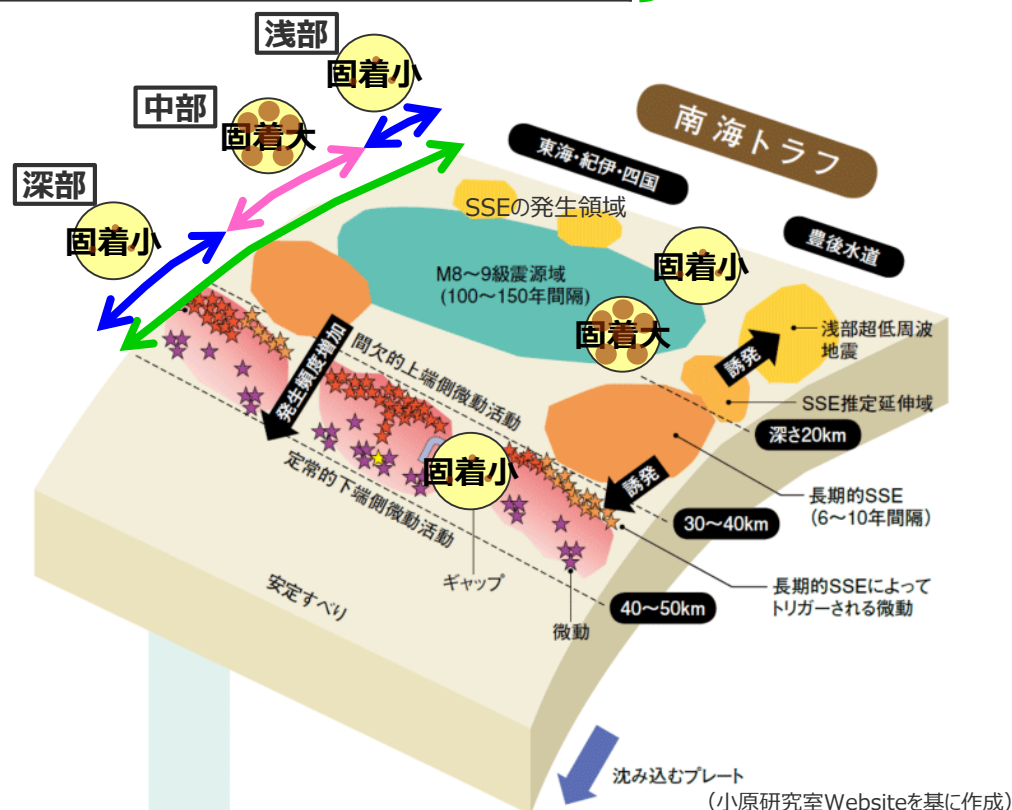 浅部
固着小
中部
固着大
深部
固着小
南海トラフ
東海・紀伊・四国
豊後水道
SSEの発生領域
M8～9級震源域
(100～150年間隔)
固着小
固着大
浅部超低周波
地震
誘発
SSE推定延伸域
深さ20km
間欠的上端側微動活動
発生頻度増加
定常的下端側微動活動
固着小
誘発
長期的SSE
(6～10年間隔)
30～40km
長期的SSEによって
トリガーされる微動
40～50km
ギャップ
微動
安定すべり
沈み込むプレート
(小原研究室Websiteを基に作成)